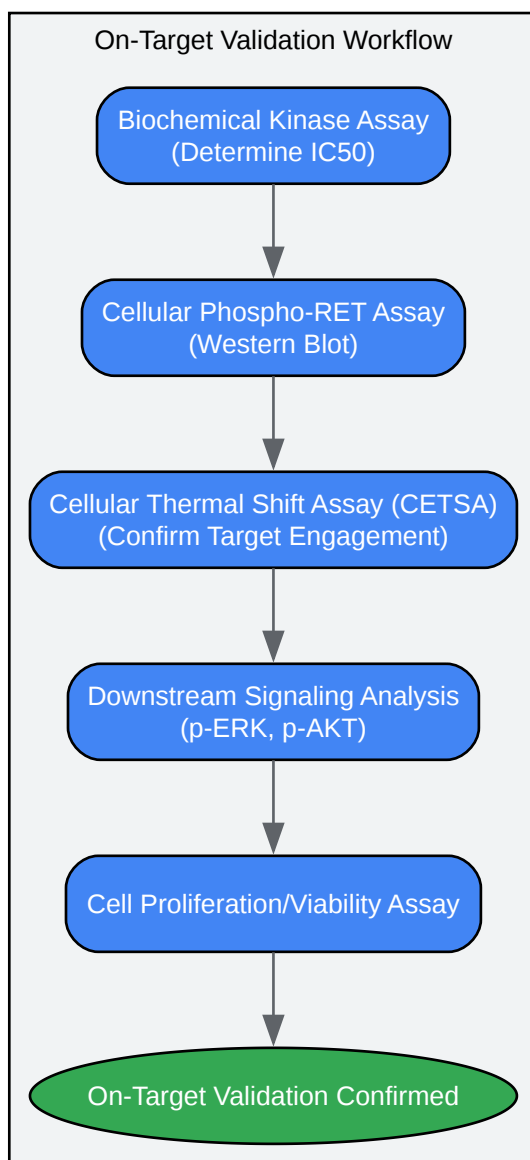 On-Target Validation Workflow
Biochemical Kinase Assay
(Determine IC50)
Cellular Phospho-RET Assay
(Western Blot)
Cellular Thermal Shift Assay (CETSA)
(Confirm Target Engagement)
Downstream Signaling Analysis
(p-ERK, p-AKT)
Cell Proliferation/Viability Assay
On-Target Validation Confirmed